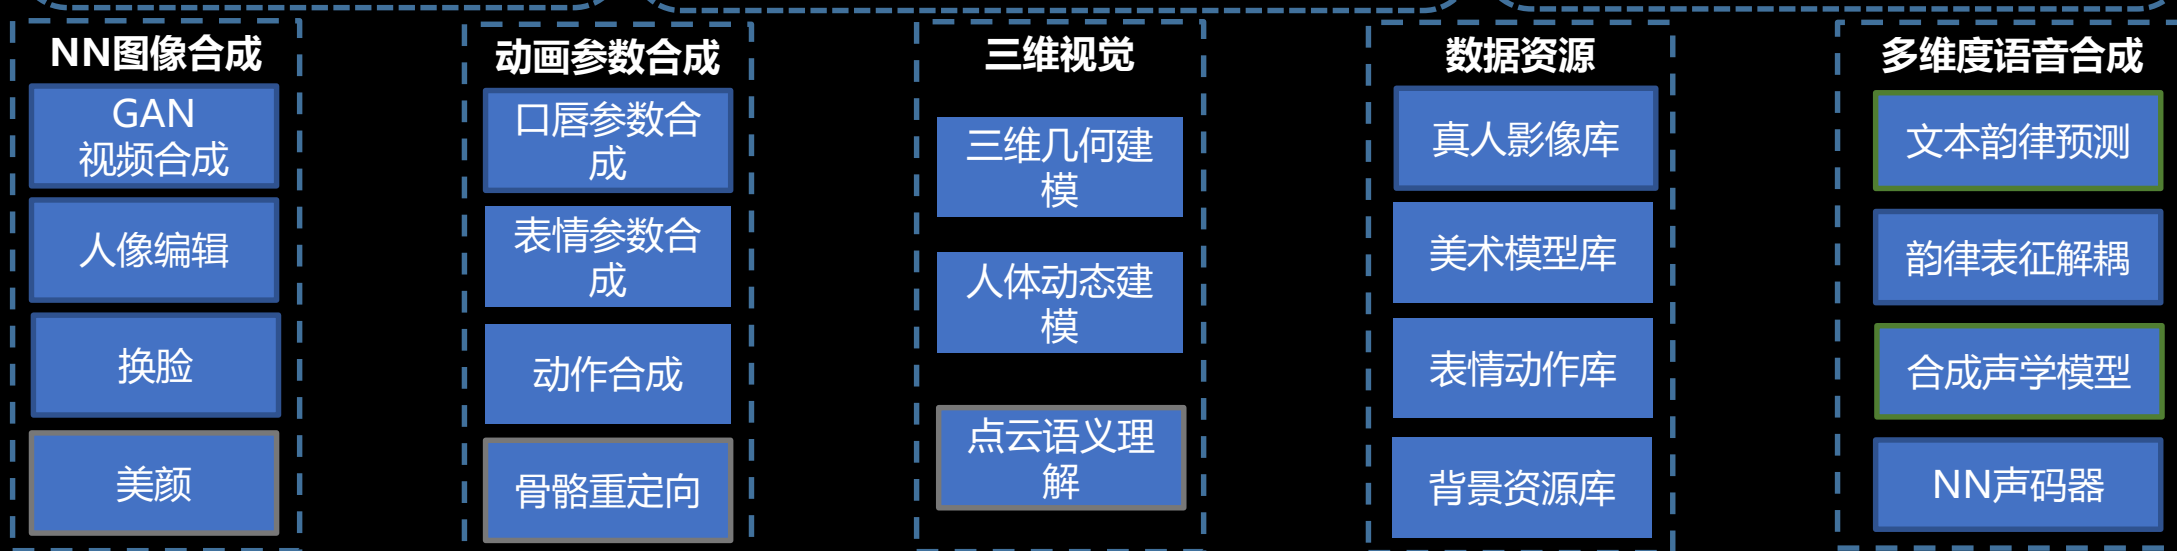 NN图像合成
GAN
视频合成
人像编辑
换脸
美颜
动画参数合成
口唇参数合
成
表情参数合
成
动作合成
骨骼重定向
三维视觉
三维几何建
模
人体动态建
模
点云语义理
解
数据资源
真人影像库
美术模型库
表情动作库
背景资源库
多维度语音合成
文本韵律预测
韵律表征解耦
合成声学模型
NN声码器